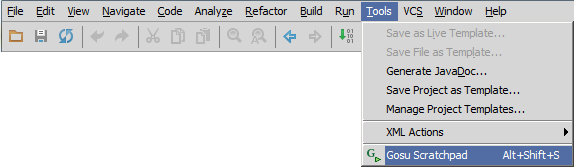 File Edit View Navigate Code Analyze Refactor Build Run Tools VCS Window Help
Save as Live Template...
Save File as Template...
Generate JavaDoc...
Save Project as Template...
Manage Project Templates...
XML Actions
Gosu Scratchpad Alt+Shift+S